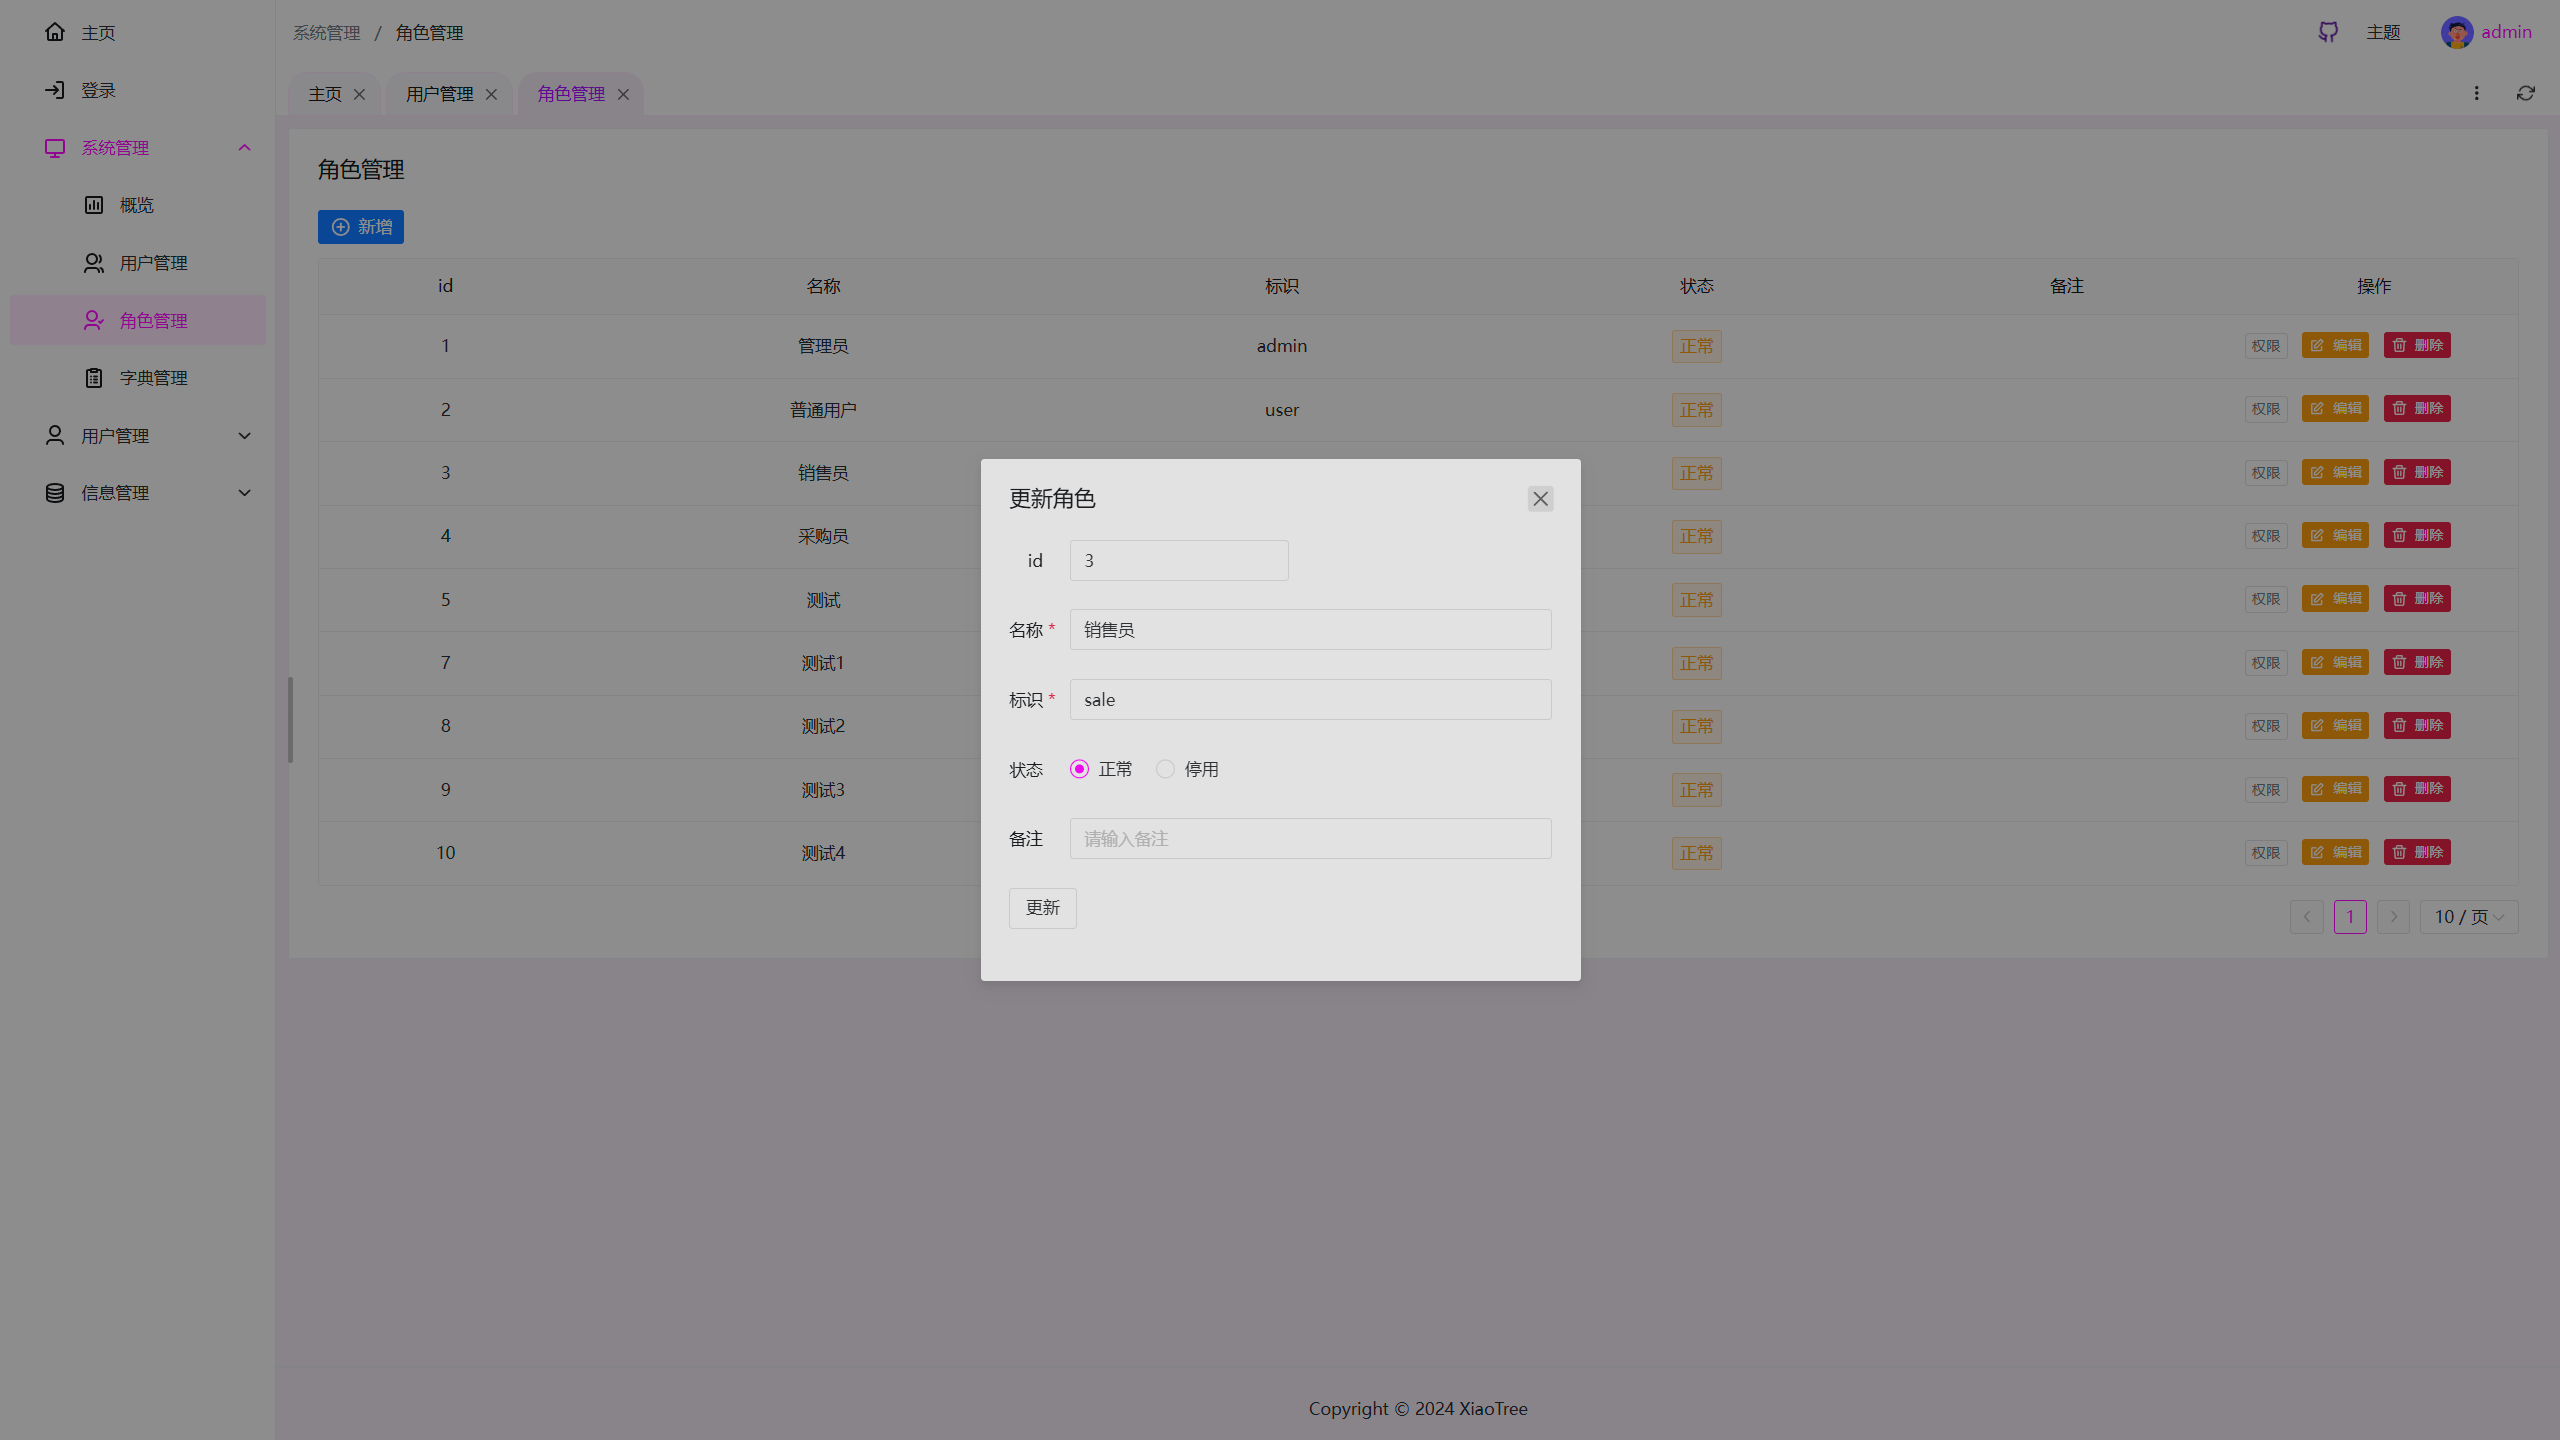 主页
登录
系统管理
概览
用户管理
角色管理
字典管理
用户管理
信息管理
系统管理 / 角色管理
主题
admin
主页
用户管理
角色管理
角色管理
新增
id 名称 标识 状态 备注 操作
1 管理员 admin 正常 权限 编辑 删除
2 普通用户 user 正常 权限 编辑 删除
3 销售员 正常 权限 编辑 删除
4 采购员 正常 权限 编辑 删除
5 测试 正常 权限 编辑 删除
7 测试1 正常 权限 编辑 删除
8 测试2 正常 权限 编辑 删除
9 测试3 正常 权限 编辑 删除
10 测试4 正常 权限 编辑 删除
1 10 / 页
更新角色
id 3
名称 * 销售员
标识 * sale
状态 正常 停用
备注 请输入备注
更新
Copyright © 2024 XiaoTree